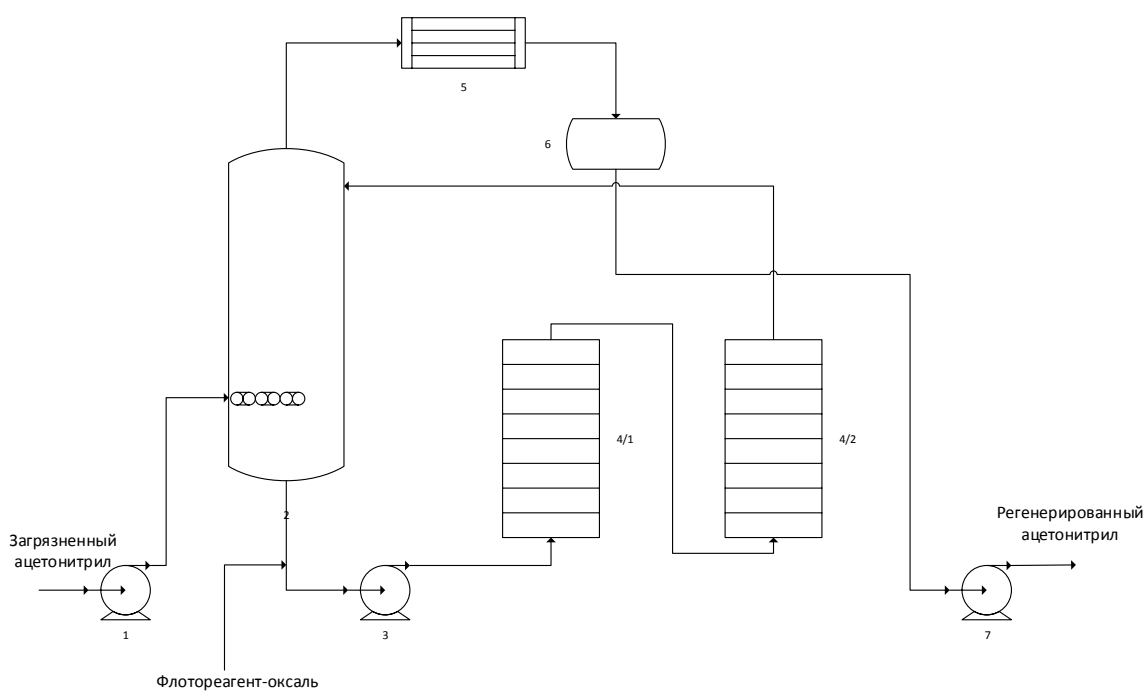 5
6
4/1
4/2
2
Загрязненный
ацетонитрил
Регенерированный
ацетонитрил
1
3
7
Флотореагент-оксаль